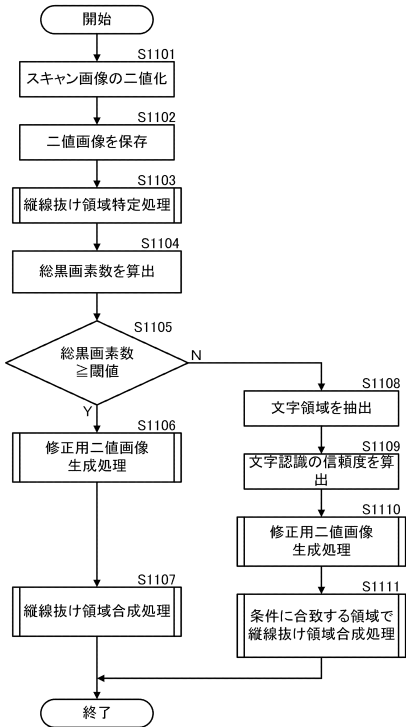 開始
S1101
スキャン画像の二値化
S1102
二値画像を保存
S1103
縦線抜け領域特定処理
S1104
総黒画素数を算出
S1105
総黒画素数
≧閾値
N
Y
S1106
修正用二値画像
生成処理
S1107
縦線抜け領域合成処理
S1108
文字領域を抽出
S1109
文字認識の信頼度を算
出
S1110
修正用二値画像
生成処理
S1111
条件に合致する領域で
縦線抜け領域合成処理
終了